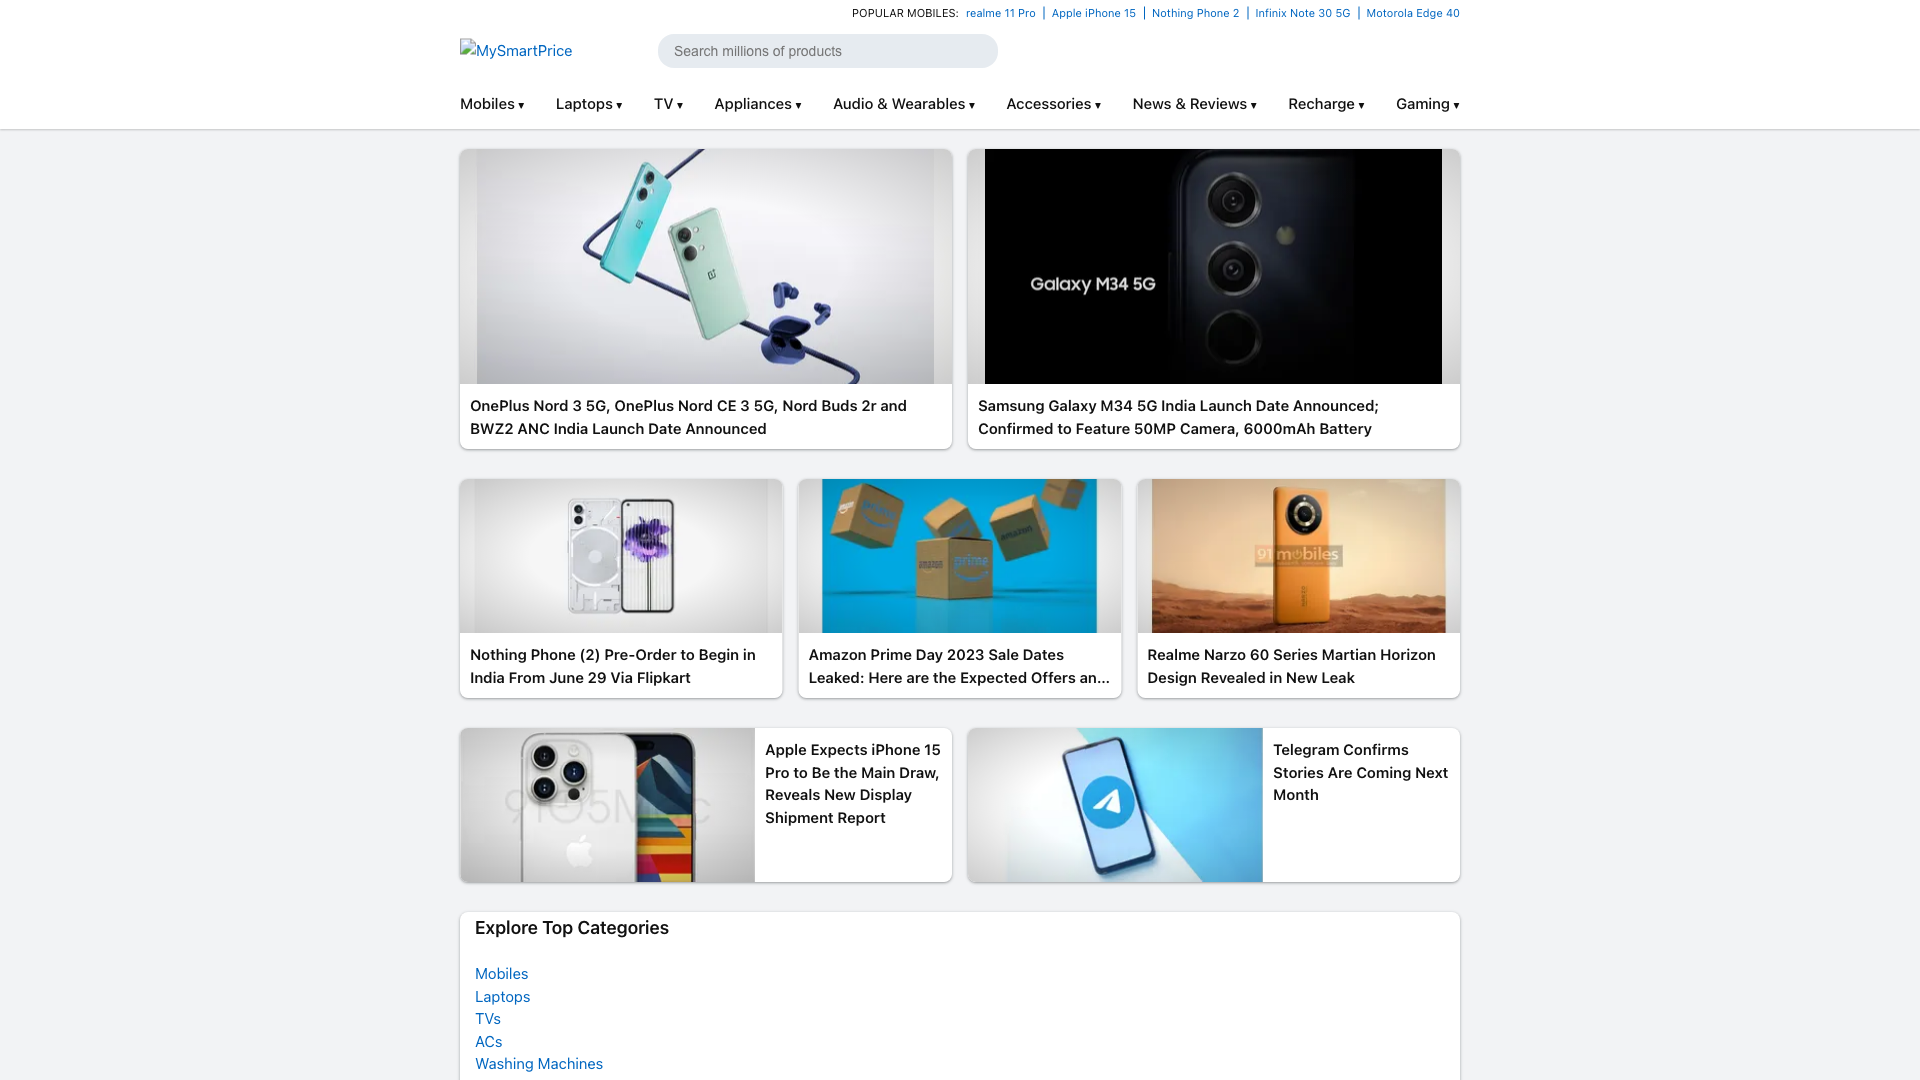 POPULAR MOBILES: realme 11 Pro | Apple iPhone 15 | Nothing Phone 2 | Infinix Note 30 5G | Motorola Edge 40
MySmartPrice
Search millions of products
Mobiles ▾ Laptops ▾ TV ▾ Appliances ▾ Audio & Wearables ▾ Accessories ▾ News & Reviews ▾ Recharge ▾ Gaming ▾
Galaxy M34 5G
OnePlus Nord 3 5G, OnePlus Nord CE 3 5G, Nord Buds 2r and
BWZ2 ANC India Launch Date Announced
Samsung Galaxy M34 5G India Launch Date Announced;
Confirmed to Feature 50MP Camera, 6000mAh Battery
amazon
prime
amazon
91mobiles
Nothing Phone (2) Pre-Order to Begin in
India From June 29 Via Flipkart
Amazon Prime Day 2023 Sale Dates
Leaked: Here are the Expected Offers an...
Realme Narzo 60 Series Martian Horizon
Design Revealed in New Leak
9TO5Mac
Apple Expects iPhone 15
Pro to Be the Main Draw,
Reveals New Display
Shipment Report
Telegram Confirms
Stories Are Coming Next
Month
Explore Top Categories
Mobiles
Laptops
TVs
ACs
Washing Machines